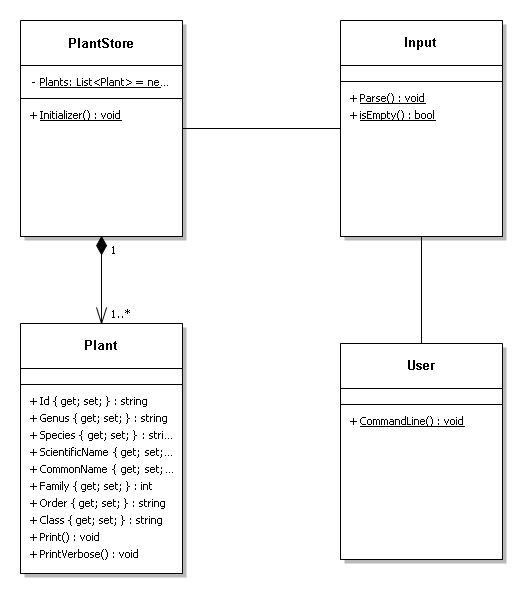 PlantStore
- Plants: List<Plant> = ne...
+ Initializer() : void
Input
+ Parse() : void
+ isEmpty() : bool
1
1..*
Plant
+ Id { get; set; } : string
+ Genus { get; set; } : string
+ Species { get; set; } : stri...
+ ScientificName { get; set;...
+ CommonName { get; set;...
+ Family { get; set; } : int
+ Order { get; set; } : string
+ Class { get; set; } : string
+ Print() : void
+ PrintVerbose() : void
User
+ CommandLine() : void